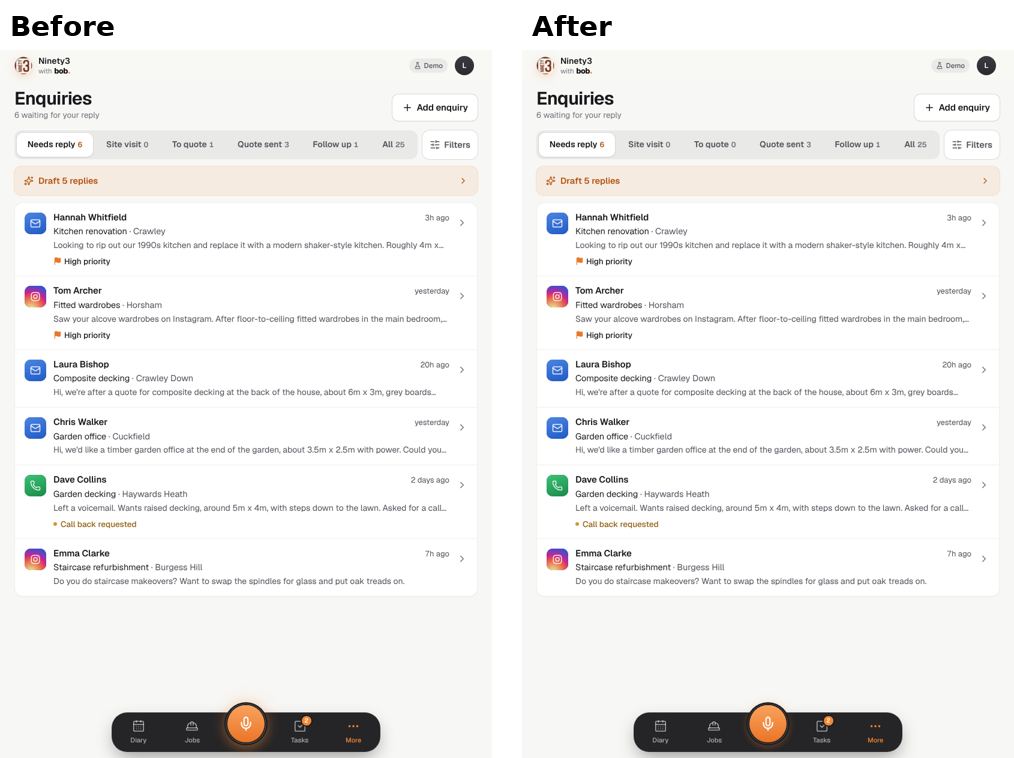 Before
Ninety3
with bob.
Demo
L
Enquiries
6 waiting for your reply
+ Add enquiry
Needs reply 6
Site visit 0
To quote 1
Quote sent 3
Follow up 1
All 25
Filters
Draft 5 replies
Hannah Whitfield
3h ago
Kitchen renovation · Crawley
Looking to rip out our 1990s kitchen and replace it with a modern shaker-style kitchen. Roughly 4m x...
High priority
Tom Archer
yesterday
Fitted wardrobes · Horsham
Saw your alcove wardrobes on Instagram. After floor-to-ceiling fitted wardrobes in the main bedroom,...
High priority
Laura Bishop
20h ago
Composite decking · Crawley Down
Hi, we're after a quote for composite decking at the back of the house, about 6m x 3m, grey boards...
Chris Walker
yesterday
Garden office · Cuckfield
Hi, we'd like a timber garden office at the end of the garden, about 3.5m x 2.5m with power. Could you...
Dave Collins
2 days ago
Garden decking · Haywards Heath
Left a voicemail. Wants raised decking, around 5m x 4m, with steps down to the lawn. Asked for a call...
Call back requested
Emma Clarke
7h ago
Staircase refurbishment · Burgess Hill
Do you do staircase makeovers? Want to swap the spindles for glass and put oak treads on.
Diary
Jobs
2
Tasks
More
After
Ninety3
with bob.
Demo
L
Enquiries
6 waiting for your reply
+ Add enquiry
Needs reply 6
Site visit 0
To quote 0
Quote sent 3
Follow up 1
All 25
Filters
Draft 5 replies
Hannah Whitfield
3h ago
Kitchen renovation · Crawley
Looking to rip out our 1990s kitchen and replace it with a modern shaker-style kitchen. Roughly 4m x...
High priority
Tom Archer
yesterday
Fitted wardrobes · Horsham
Saw your alcove wardrobes on Instagram. After floor-to-ceiling fitted wardrobes in the main bedroom,...
High priority
Laura Bishop
20h ago
Composite decking · Crawley Down
Hi, we're after a quote for composite decking at the back of the house, about 6m x 3m, grey boards...
Chris Walker
yesterday
Garden office · Cuckfield
Hi, we'd like a timber garden office at the end of the garden, about 3.5m x 2.5m with power. Could you...
Dave Collins
2 days ago
Garden decking · Haywards Heath
Left a voicemail. Wants raised decking, around 5m x 4m, with steps down to the lawn. Asked for a call...
Call back requested
Emma Clarke
7h ago
Staircase refurbishment · Burgess Hill
Do you do staircase makeovers? Want to swap the spindles for glass and put oak treads on.
Diary
Jobs
2
Tasks
More